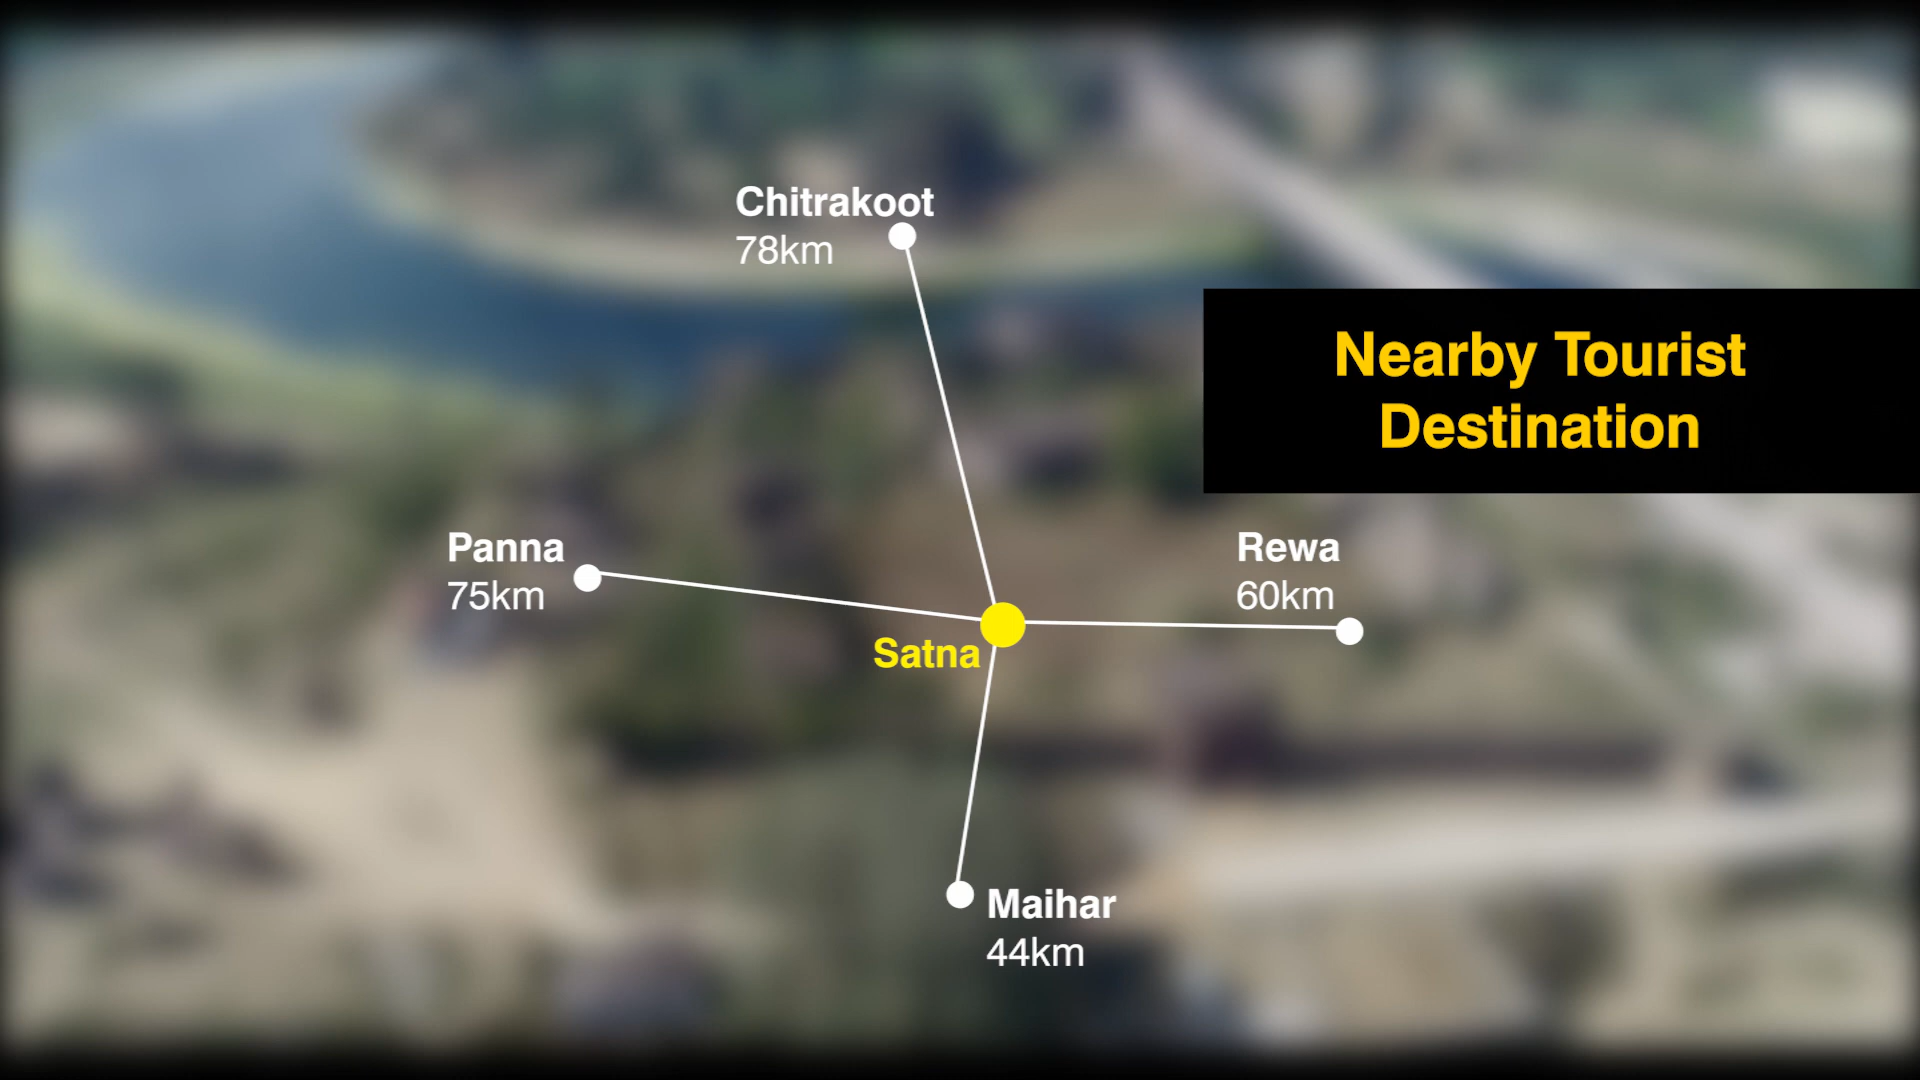 Chitrakoot
78km
Nearby Tourist
Destination
Panna
75km
Rewa
60km
Satna
Maihar
44km